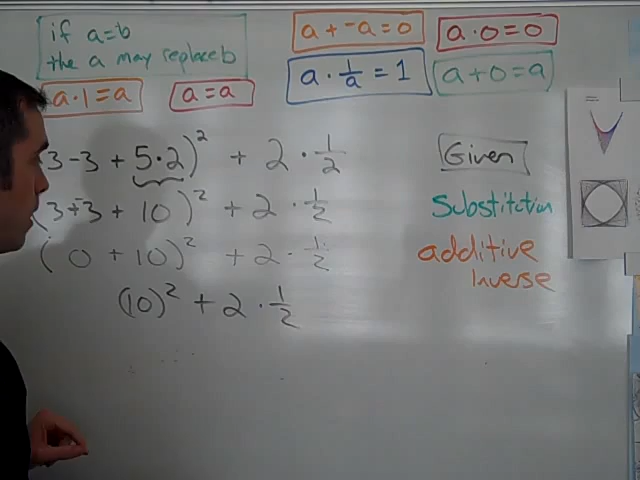 if a=b
the a may replace b
a + -a = 0
a · 0 = 0
a · 1 = a
a = a
a · 1/a = 1
a + 0 = a
3 - 3 + 5 · 2)² + 2 · 1/2
Given
(3 + -3 + 10)² + 2 · 1/2
Substitution
( 0 + 10)² + 2 · 1/2
additive
Inverse
(10)² + 2 · 1/2